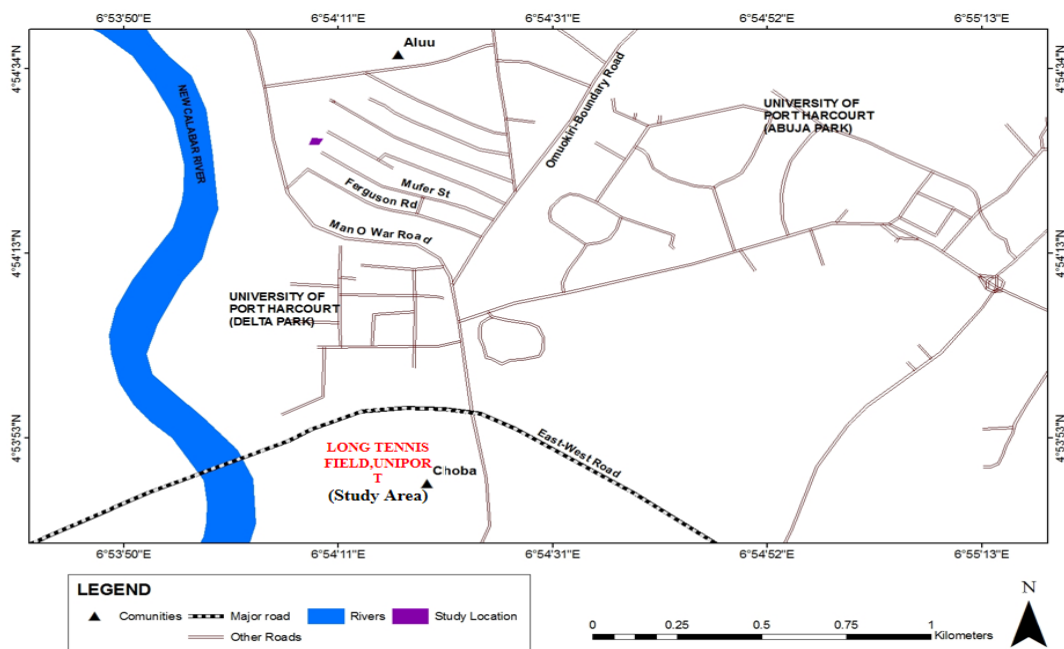 6°53'50"E 6°54'11"E 6°54'31"E 6°54'52"E 6°55'13"E
4°54'34"N
4°54'34"N
Aluu
NEW CALABAR RIVER
Omuokiri-Boundary Road
UNIVERSITY OF
PORT HARCOURT
(ABUJA PARK)
Mufer St
Ferguson Rd
Man O War Road
4°54'13"N
4°54'13"N
UNIVERSITY OF
PORT HARCOURT
(DELTA PARK)
4°53'53"N
4°53'53"N
East-West Road
LONG TENNIS
FIELD,UNIPOR
T
(Study Area)
Choba
6°53'50"E 6°54'11"E 6°54'31"E 6°54'52"E 6°55'13"E
LEGEND
Comunities Major road Rivers Study Location
Other Roads
N
0 0.25 0.5 0.75 1
Kilometers